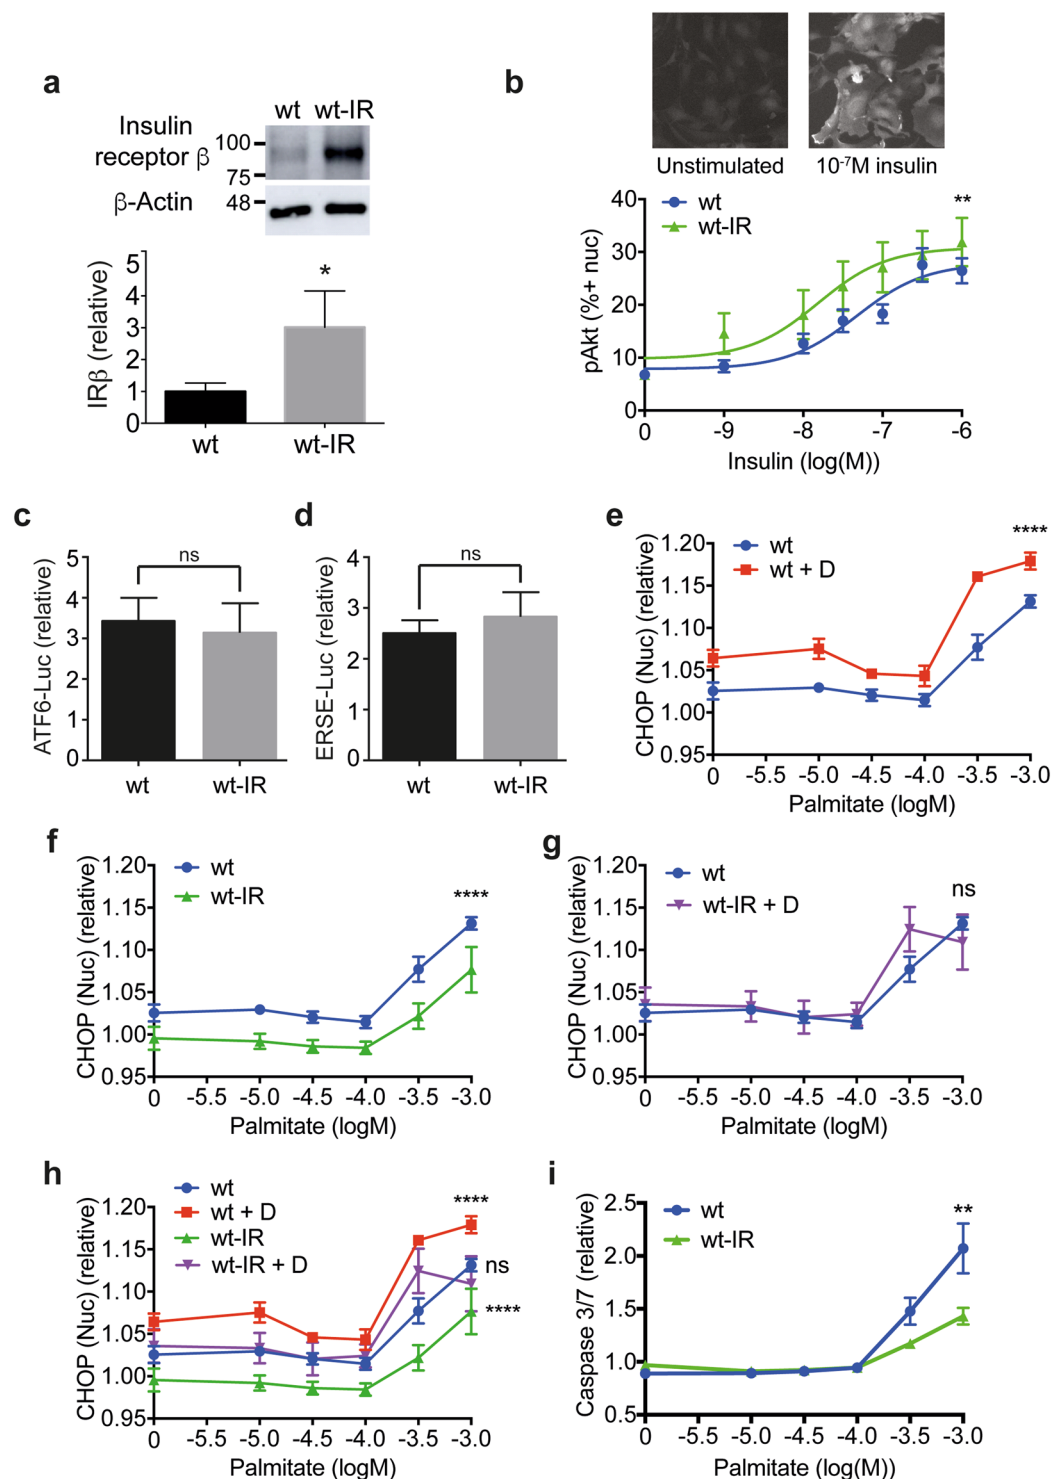 a
wt wt-IR
Insulin
receptor β
100
75
β-Actin
48
IRβ (relative)
5
4
3
2
1
0
*
wt
wt-IR
b
Unstimulated
10-7M insulin
pAkt (%+ nuc)
40
30
20
10
0
wt
wt-IR
**
0 -9 -8 -7 -6
Insulin (log(M))
c
ATF6-Luc (relative)
5
4
3
2
1
0
ns
wt
wt-IR
d
ERSE-Luc (relative)
4
3
2
1
0
ns
wt
wt-IR
e
CHOP (Nuc) (relative)
1.20
1.15
1.10
1.05
1.00
0.95
wt
wt + D
****
0 -5.5 -5.0 -4.5 -4.0 -3.5 -3.0
Palmitate (logM)
f
CHOP (Nuc) (relative)
1.20
1.15
1.10
1.05
1.00
0.95
wt
wt-IR
****
0 -5.5 -5.0 -4.5 -4.0 -3.5 -3.0
Palmitate (logM)
g
CHOP (Nuc) (relative)
1.20
1.15
1.10
1.05
1.00
0.95
wt
wt-IR + D
ns
0 -5.5 -5.0 -4.5 -4.0 -3.5 -3.0
Palmitate (logM)
h
CHOP (Nuc) (relative)
1.20
1.15
1.10
1.05
1.00
0.95
wt
wt + D
wt-IR
wt-IR + D
****
ns
****
0 -5.5 -5.0 -4.5 -4.0 -3.5 -3.0
Palmitate (logM)
i
Caspase 3/7 (relative)
2.5
2.0
1.5
1.0
0.5
wt
wt-IR
**
0 -5.5 -5.0 -4.5 -4.0 -3.5 -3.0
Palmitate (log(M))